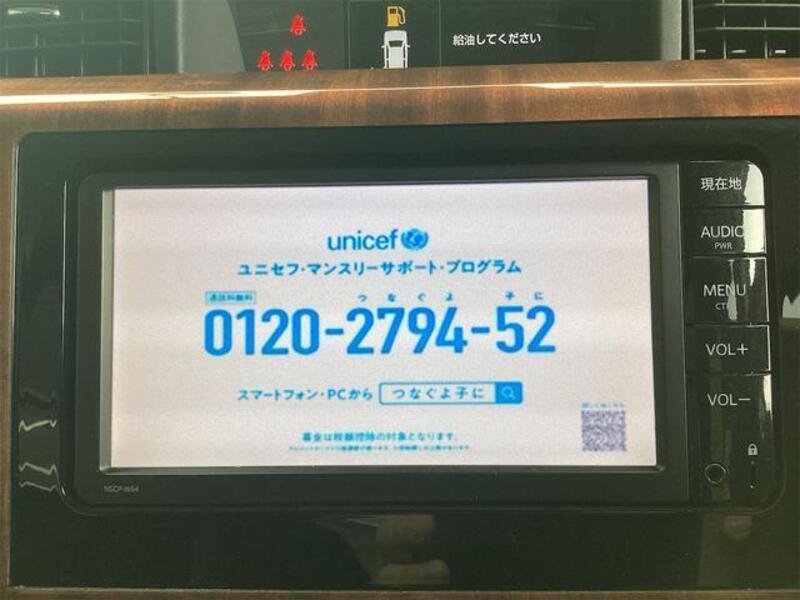 給油してください
現在地
AUDIO
PWR
MENU
VOL+
VOL−
unicef
ユニセフ・マンスリーサポート・プログラム
通話料無料
つなぐよ 子に
0120-2794-52
スマートフォン・PCから つなぐよ子に
募金は税額控除の対象となります。
NSCP-W64